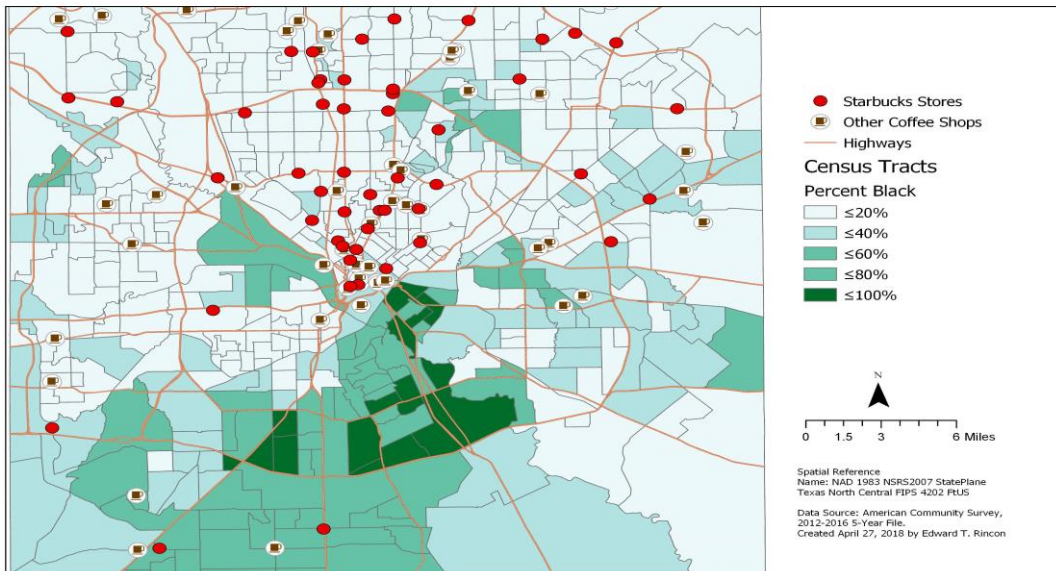 Starbucks Stores
Other Coffee Shops
Highways
Census Tracts
Percent Black
≤20%
≤40%
≤60%
≤80%
≤100%
N
0 1.5 3 6 Miles
Spatial Reference
Name: NAD 1983 NSRS2007 StatePlane
Texas North Central FIPS 4202 FtUS
Data Source: American Community Survey,
2012-2016 5-Year File.
Created April 27, 2018 by Edward T. Rincon